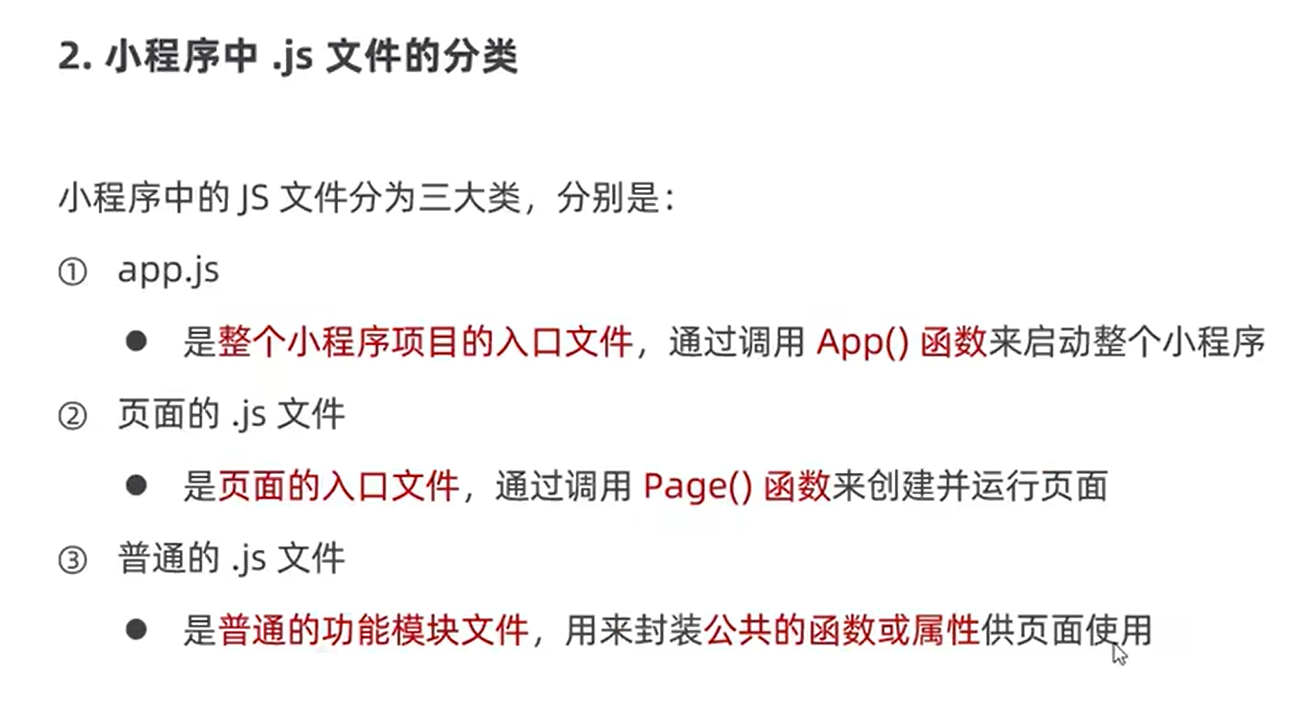 2. 小程序中 .js 文件的分类
小程序中的 JS 文件分为三大类，分别是：
① app.js
● 是整个小程序项目的入口文件，通过调用 App() 函数来启动整个小程序
② 页面的 .js 文件
● 是页面的入口文件，通过调用 Page() 函数来创建并运行页面
③ 普通的 .js 文件
● 是普通的功能模块文件，用来封装公共的函数或属性供页面使用